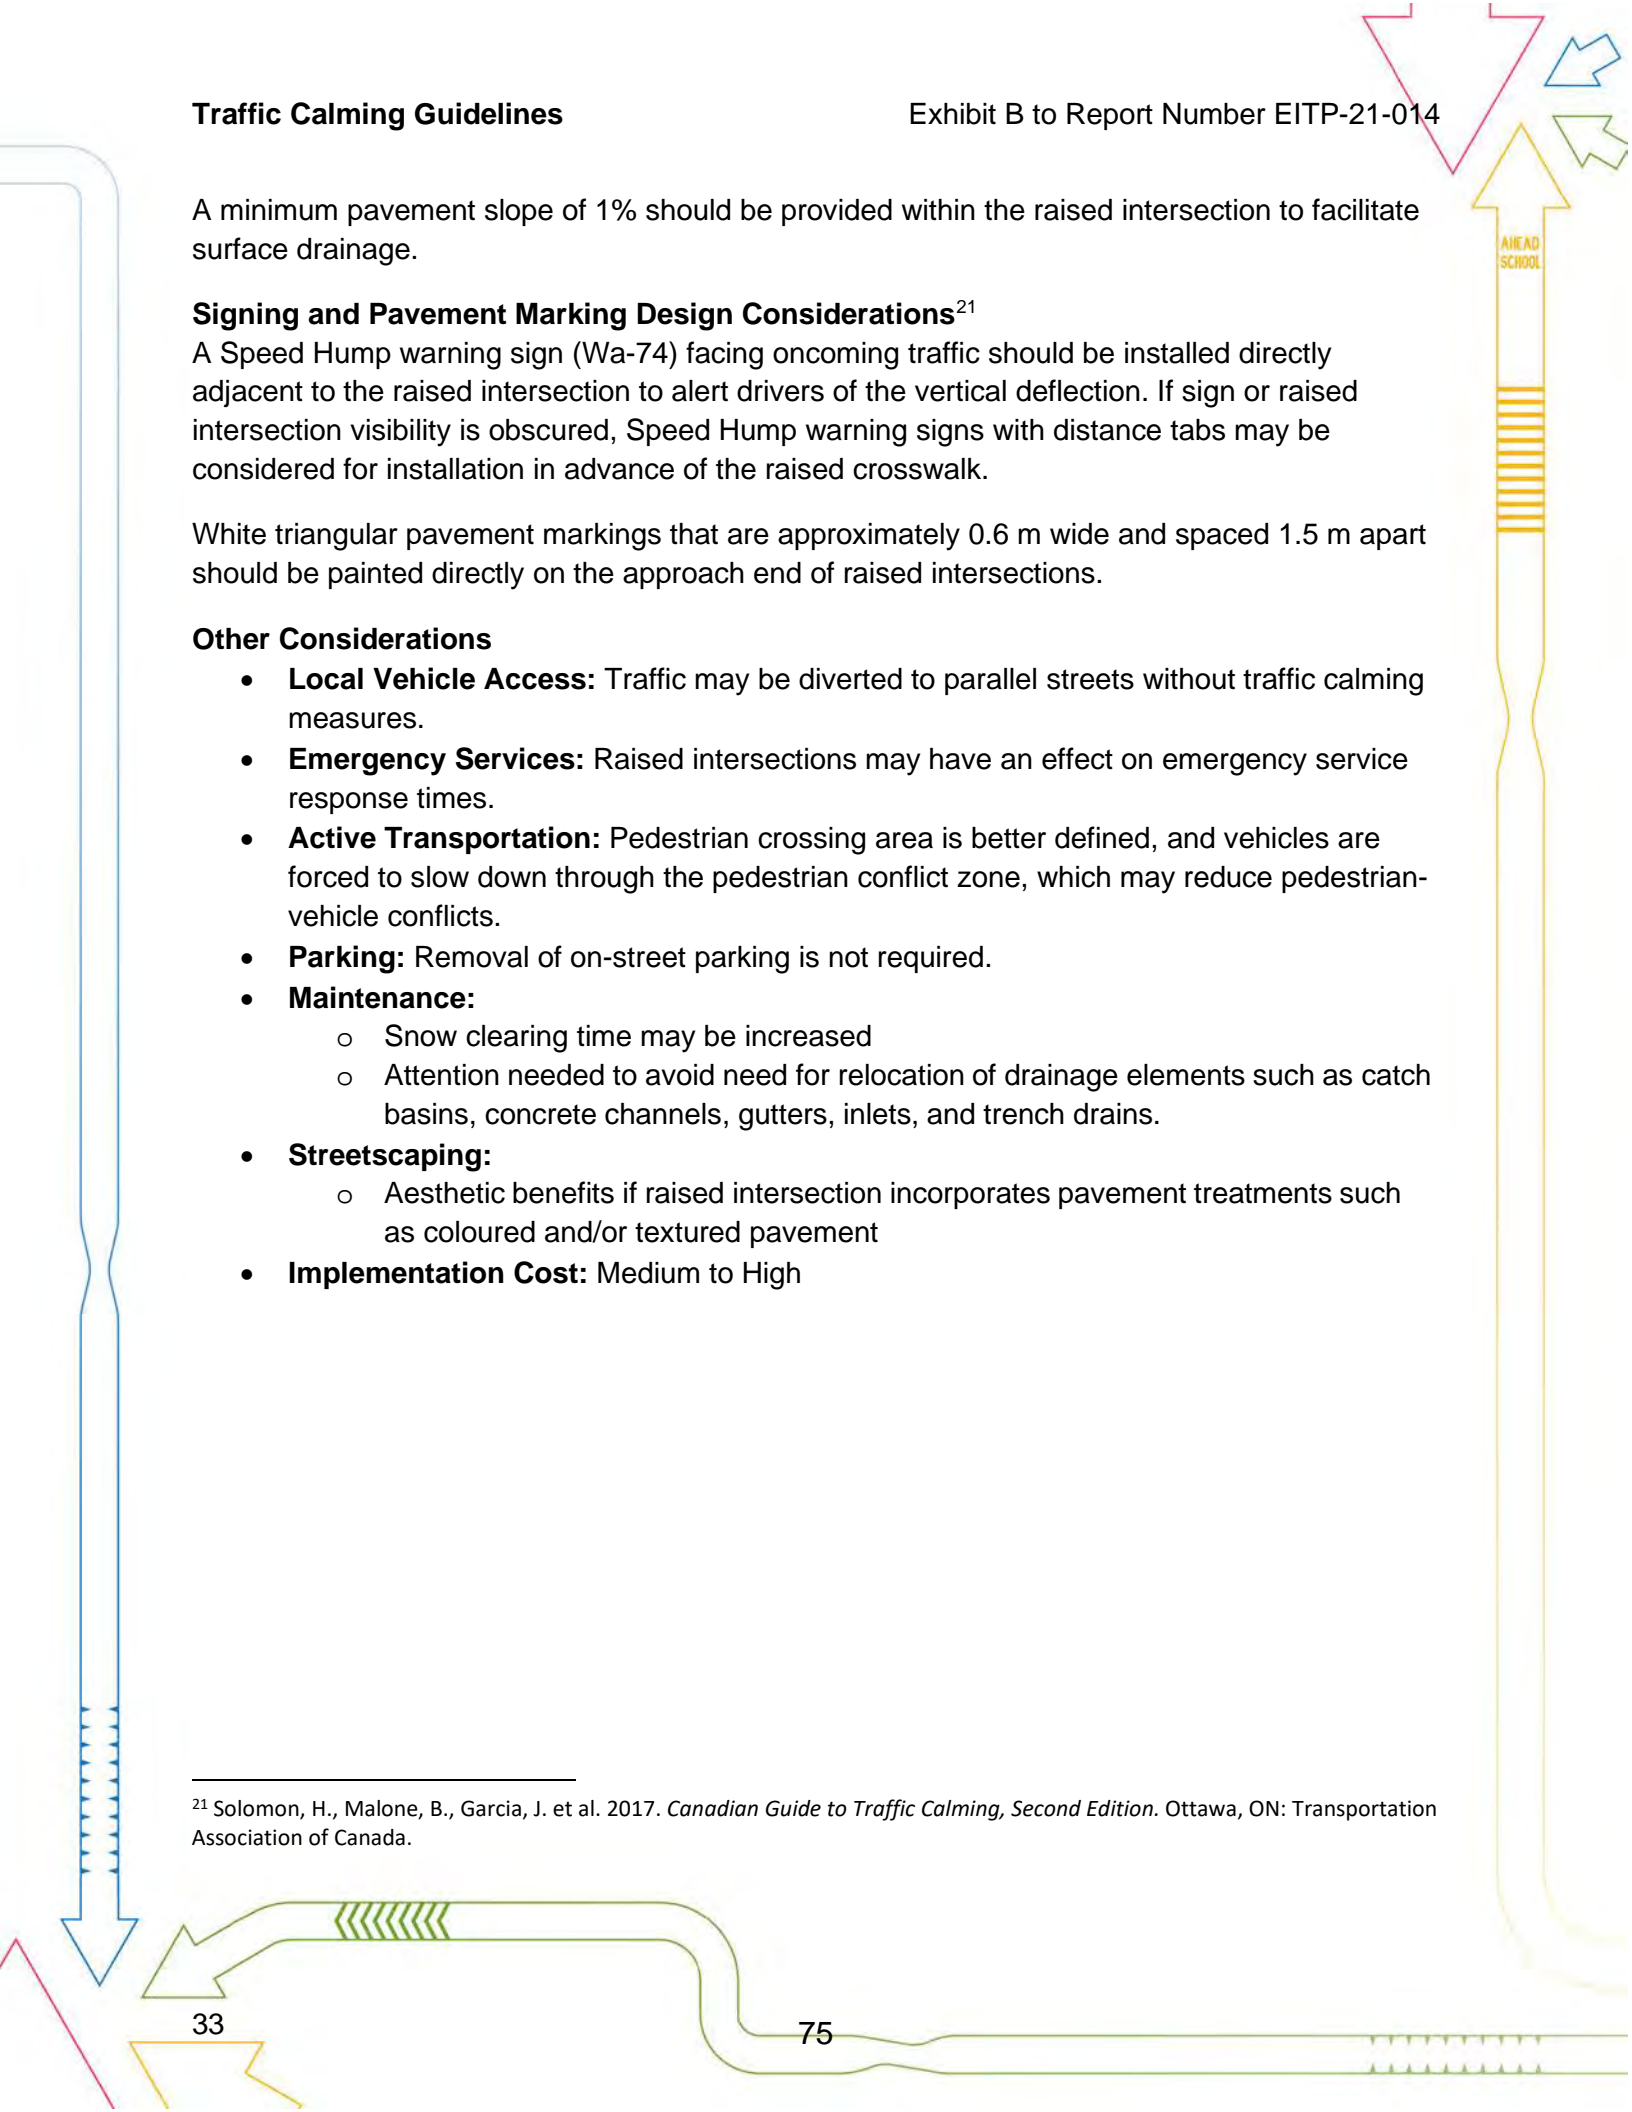 Traffic Calming Guidelines Exhibit B to Report Number EITP-21-014
AHEAD
SCHOOL
A minimum pavement slope of 1% should be provided within the raised intersection to facilitate
surface drainage.
Signing and Pavement Marking Design Considerations21
A Speed Hump warning sign (Wa-74) facing oncoming traffic should be installed directly
adjacent to the raised intersection to alert drivers of the vertical deflection. If sign or raised
intersection visibility is obscured, Speed Hump warning signs with distance tabs may be
considered for installation in advance of the raised crosswalk.
White triangular pavement markings that are approximately 0.6 m wide and spaced 1.5 m apart
should be painted directly on the approach end of raised intersections.
Other Considerations
• Local Vehicle Access: Traffic may be diverted to parallel streets without traffic calming
measures.
• Emergency Services: Raised intersections may have an effect on emergency service
response times.
• Active Transportation: Pedestrian crossing area is better defined, and vehicles are
forced to slow down through the pedestrian conflict zone, which may reduce pedestrian-
vehicle conflicts.
• Parking: Removal of on-street parking is not required.
• Maintenance:
o Snow clearing time may be increased
o Attention needed to avoid need for relocation of drainage elements such as catch
basins, concrete channels, gutters, inlets, and trench drains.
• Streetscaping:
o Aesthetic benefits if raised intersection incorporates pavement treatments such
as coloured and/or textured pavement
• Implementation Cost: Medium to High
21 Solomon, H., Malone, B., Garcia, J. et al. 2017. Canadian Guide to Traffic Calming, Second Edition. Ottawa, ON: Transportation
Association of Canada.
33
75